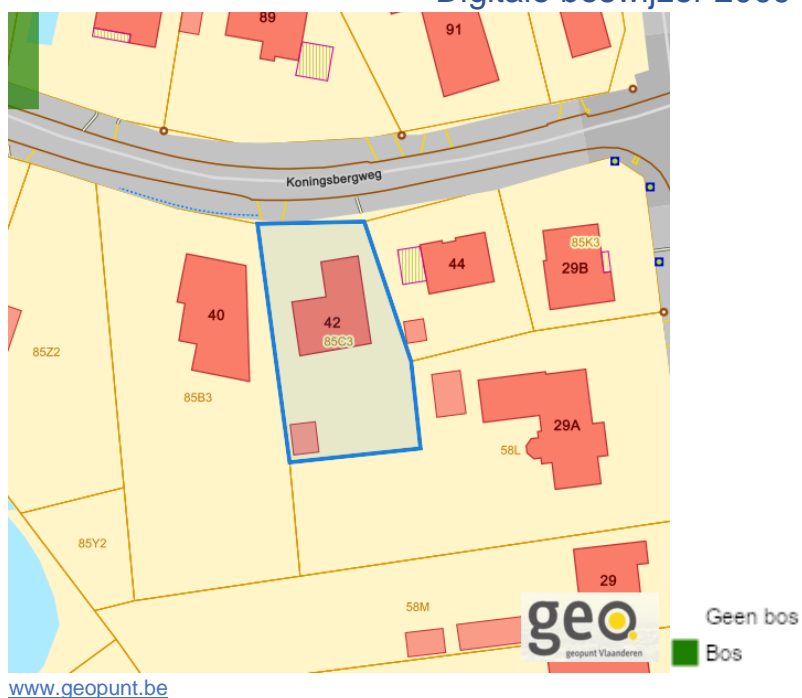 89
91
Koningsbergweg
85K3
44
29B
40
42
85C3
85Z2
85B3
29A
58L
85Y2
29
58M
geo.
geopunt Vlaanderen
Geen bos
Bos
www.geopunt.be